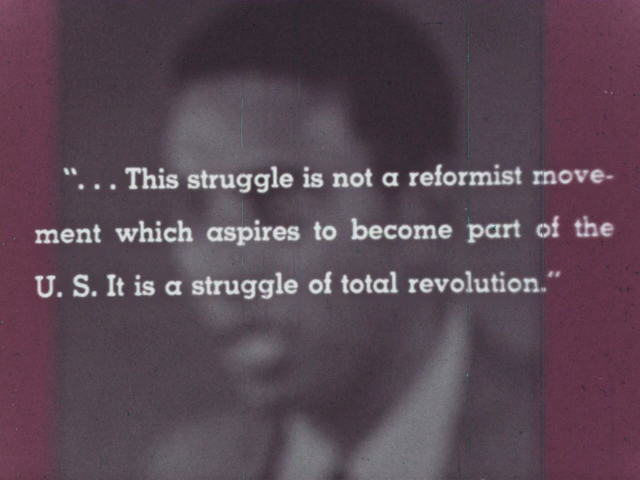 “. . . This struggle is not a reformist move-
ment which aspires to become part of the
U. S. It is a struggle of total revolution.”